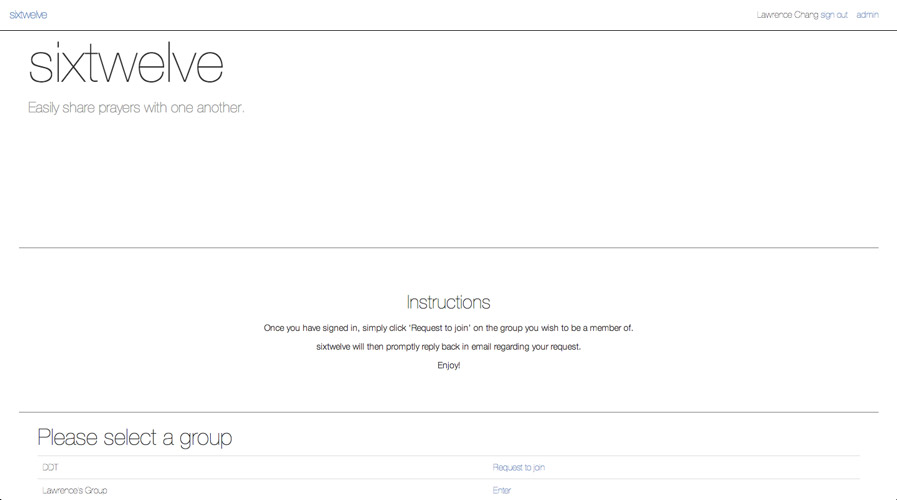 sixtwelve
Lawrence Chang sign out admin
sixtwelve
Easily share prayers with one another.
Instructions
Once you have signed in, simply click 'Request to join' on the group you wish to be a member of.
sixtwelve will then promptly reply back in email regarding your request.
Enjoy!
Please select a group
DOT Request to join
Lawrence's Group Enter